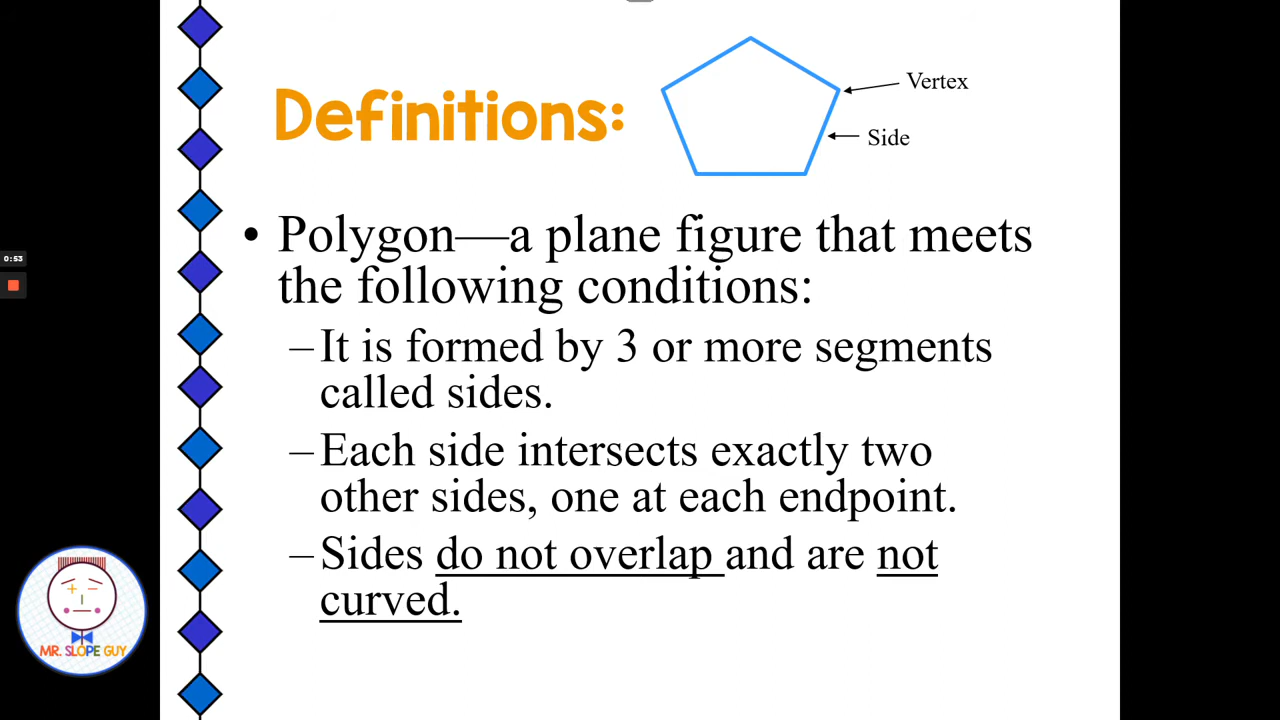 Definitions:
Vertex
Side
• Polygon—a plane figure that meets
the following conditions:
–It is formed by 3 or more segments
called sides.
–Each side intersects exactly two
other sides, one at each endpoint.
–Sides do not overlap and are not
curved.
0:53
MR. SLOPE GUY